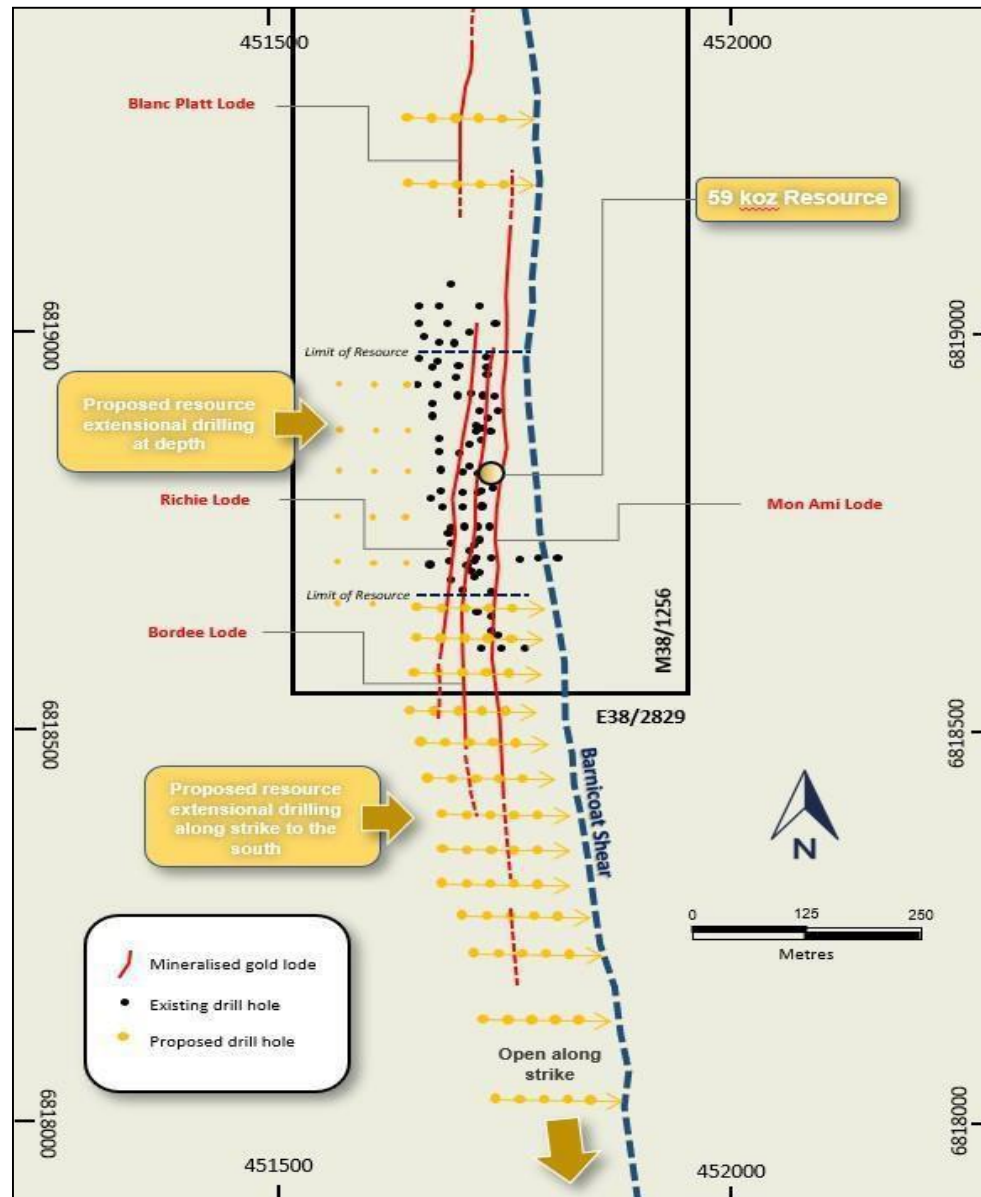 451500
452000
Blanc Platt Lode
59 koz Resource
6819000
6819000
Limit of Resource
Proposed resource
extensional drilling
at depth
Richie Lode
Mon Ami Lode
Limit of Resource
Bordee Lode
M38/1256
E38/2829
6818500
6818500
Barnicoat Shear
Proposed resource
extensional drilling
along strike to the
south
N
0 125 250
Metres
Mineralised gold lode
Existing drill hole
Proposed drill hole
Open along
strike
6818000
6818000
451500
452000